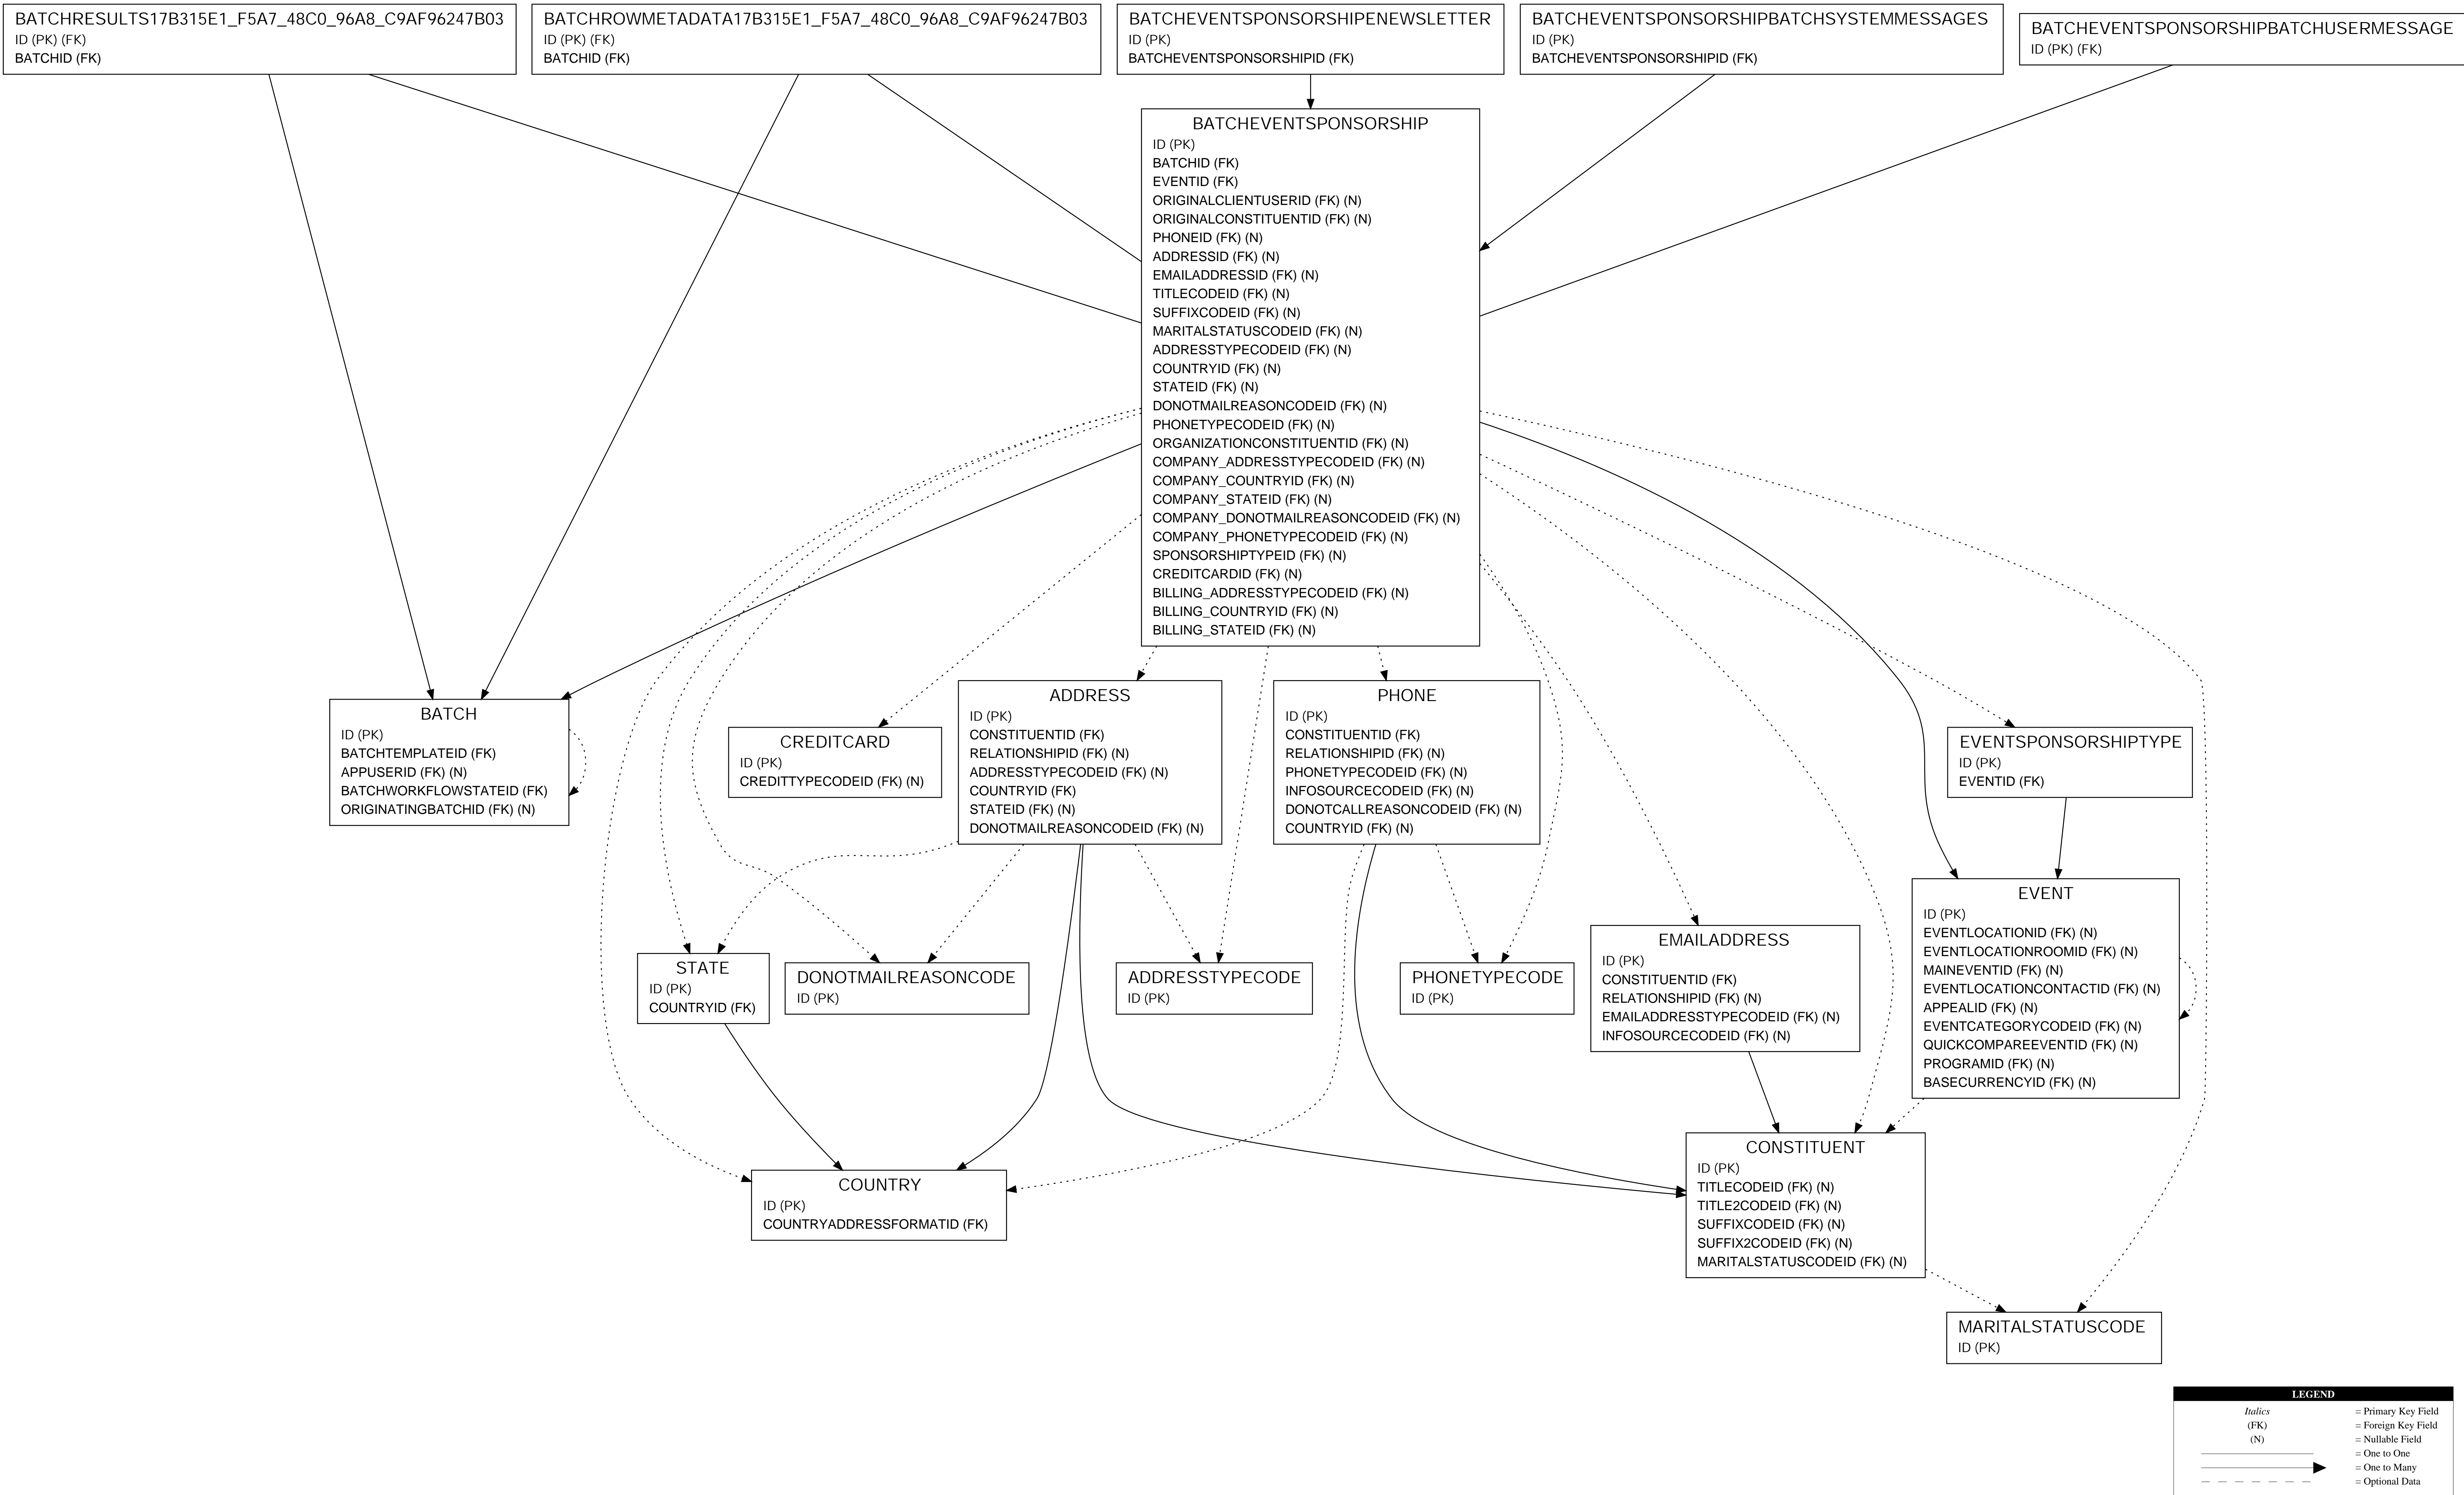 BATCHRESULTS17B315E1_F5A7_48C0_96A8_C9AF96247B03
ID (PK) (FK)
BATCHID (FK)
BATCHROWMETADATA17B315E1_F5A7_48C0_96A8_C9AF96247B03
ID (PK) (FK)
BATCHID (FK)
BATCHEVENTSPONSORSHIPENEWSLETTER
ID (PK)
BATCHEVENTSPONSORSHIPID (FK)
BATCHEVENTSPONSORSHIPBATCHSYSTEMMESSAGES
ID (PK)
BATCHEVENTSPONSORSHIPID (FK)
BATCHEVENTSPONSORSHIPBATCHUSERMESSAGE
ID (PK) (FK)
BATCHEVENTSPONSORSHIP
ID (PK)
BATCHID (FK)
EVENTID (FK)
ORIGINALCLIENTUSERID (FK) (N)
ORIGINALCONSTITUENTID (FK) (N)
PHONEID (FK) (N)
ADDRESSID (FK) (N)
EMAILADDRESSID (FK) (N)
TITLECODEID (FK) (N)
SUFFIXCODEID (FK) (N)
MARITALSTATUSCODEID (FK) (N)
ADDRESSTYPECODEID (FK) (N)
COUNTRYID (FK) (N)
STATEID (FK) (N)
DONOTMAILREASONCODEID (FK) (N)
PHONETYPECODEID (FK) (N)
ORGANIZATIONCONSTITUENTID (FK) (N)
COMPANY_ADDRESSTYPECODEID (FK) (N)
COMPANY_COUNTRYID (FK) (N)
COMPANY_STATEID (FK) (N)
COMPANY_DONOTMAILREASONCODEID (FK) (N)
COMPANY_PHONETYPECODEID (FK) (N)
SPONSORSHIPTYPEID (FK) (N)
CREDITCARDID (FK) (N)
BILLING_ADDRESSTYPECODEID (FK) (N)
BILLING_COUNTRYID (FK) (N)
BILLING_STATEID (FK) (N)
BATCH
ID (PK)
BATCHTEMPLATEID (FK)
APPUSERID (FK) (N)
BATCHWORKFLOWSTATEID (FK)
ORIGINATINGBATCHID (FK) (N)
CREDITCARD
ID (PK)
CREDITTYPECODEID (FK) (N)
ADDRESS
ID (PK)
CONSTITUENTID (FK)
RELATIONSHIPID (FK) (N)
ADDRESSTYPECODEID (FK) (N)
COUNTRYID (FK)
STATEID (FK) (N)
DONOTMAILREASONCODEID (FK) (N)
PHONE
ID (PK)
CONSTITUENTID (FK)
RELATIONSHIPID (FK) (N)
PHONETYPECODEID (FK) (N)
INFOSOURCECODEID (FK) (N)
DONOTCALLREASONCODEID (FK) (N)
COUNTRYID (FK) (N)
EVENTSPONSORSHIPTYPE
ID (PK)
EVENTID (FK)
STATE
ID (PK)
COUNTRYID (FK)
DONOTMAILREASONCODE
ID (PK)
ADDRESSTYPECODE
ID (PK)
PHONETYPECODE
ID (PK)
EMAILADDRESS
ID (PK)
CONSTITUENTID (FK)
RELATIONSHIPID (FK) (N)
EMAILADDRESSTYPECODEID (FK) (N)
INFOSOURCECODEID (FK) (N)
EVENT
ID (PK)
EVENTLOCATIONID (FK) (N)
EVENTLOCATIONROOMID (FK) (N)
MAINEVENTID (FK) (N)
EVENTLOCATIONCONTACTID (FK) (N)
APPEALID (FK) (N)
EVENTCATEGORYCODEID (FK) (N)
QUICKCOMPAREEVENTID (FK) (N)
PROGRAMID (FK) (N)
BASECURRENCYID (FK) (N)
COUNTRY
ID (PK)
COUNTRYADDRESSFORMATID (FK)
CONSTITUENT
ID (PK)
TITLECODEID (FK) (N)
TITLE2CODEID (FK) (N)
SUFFIXCODEID (FK) (N)
SUFFIX2CODEID (FK) (N)
MARITALSTATUSCODEID (FK) (N)
MARITALSTATUSCODE
ID (PK)
LEGEND
Italics = Primary Key Field
(FK) = Foreign Key Field
(N) = Nullable Field
= One to One
= One to Many
= Optional Data